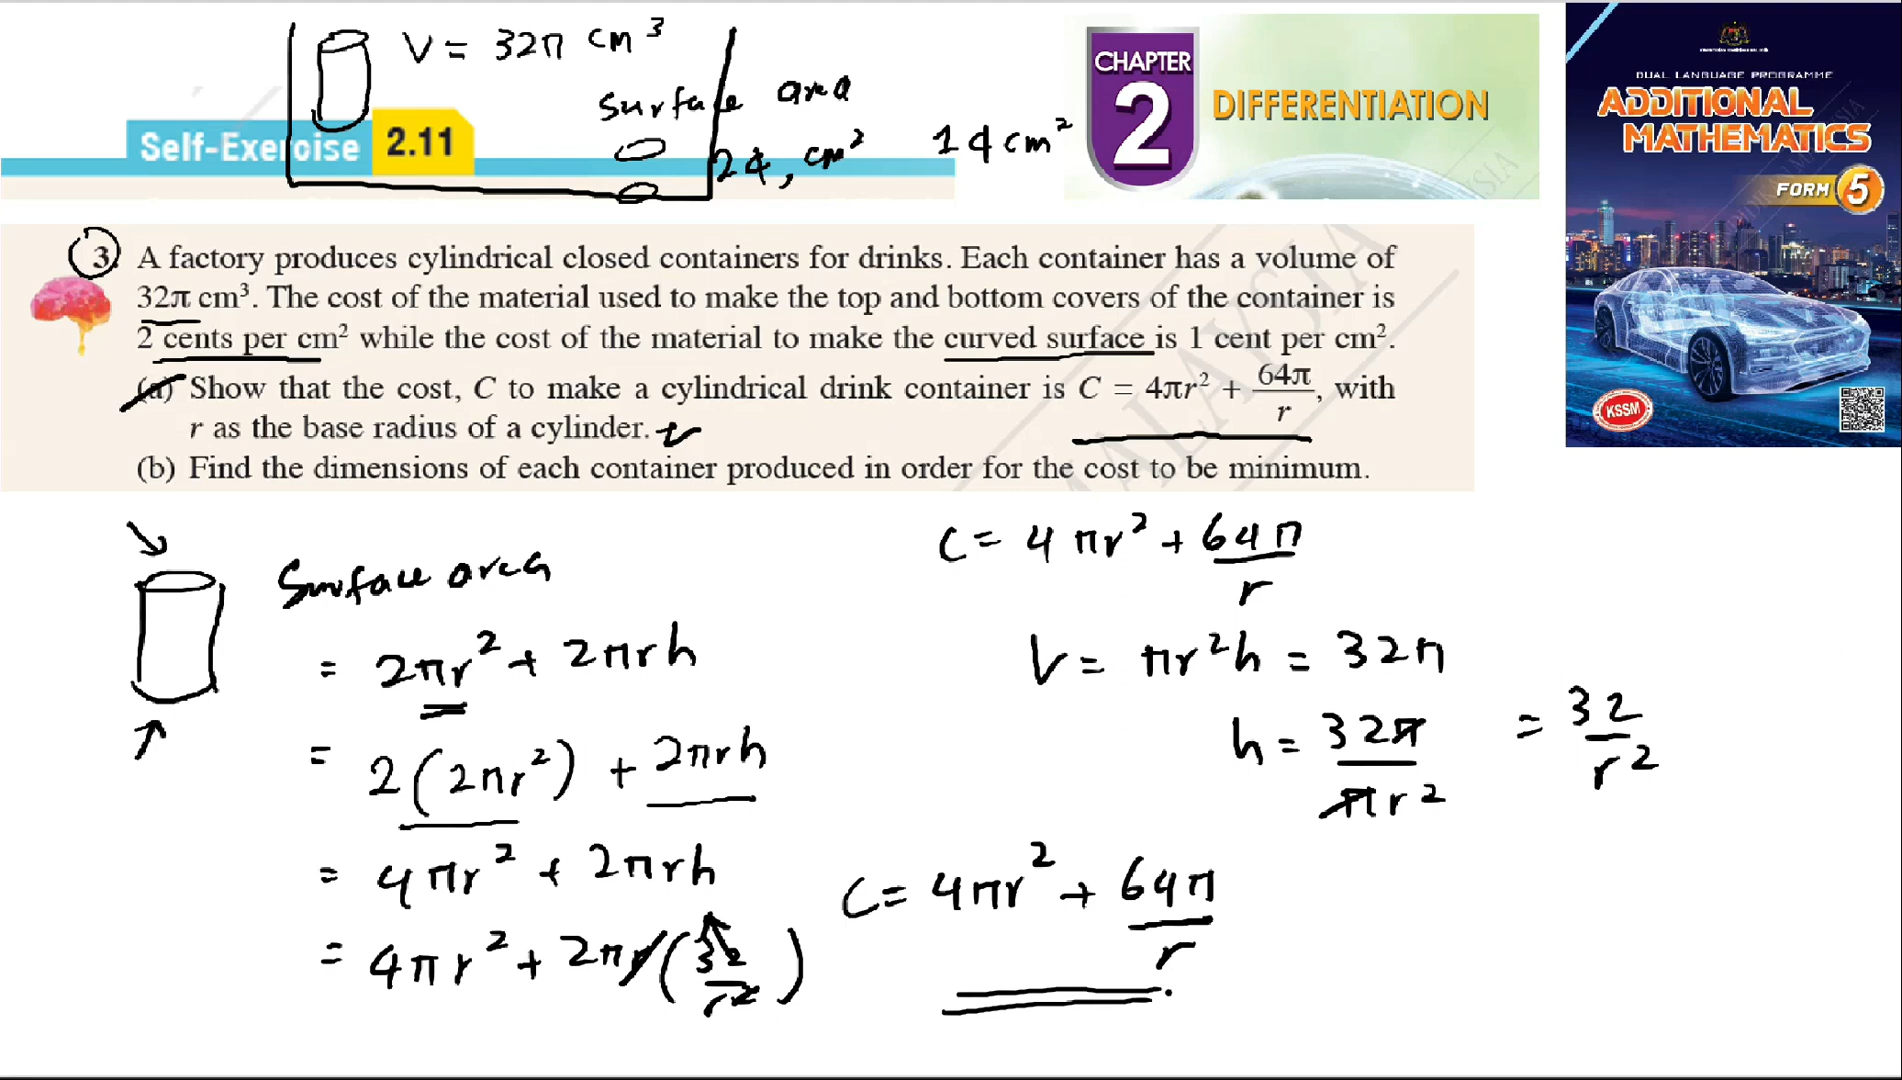 V = 32π cm³
surface area
24, cm²
14 cm²
Self-Exercise 2.11
CHAPTER 2 DIFFERENTIATION
DUAL LANGUAGE PROGRAMME
ADDITIONAL
MATHEMATICS
FORM 5
KSSM
3. A factory produces cylindrical closed containers for drinks. Each container has a volume of
32π cm³. The cost of the material used to make the top and bottom covers of the container is
2 cents per cm² while the cost of the material to make the curved surface is 1 cent per cm².
(a) Show that the cost, C to make a cylindrical drink container is C = 4πr² + 64π/r, with
r as the base radius of a cylinder.
(b) Find the dimensions of each container produced in order for the cost to be minimum.
Surface area
= 2πr² + 2πrh
= 2(2πr²) + 2πrh
= 4πr² + 2πrh
= 4πr² + 2πr(32/r²)
C = 4πr² + 64π/r
V = πr²h = 32π
h = 32π/πr² = 32/r²
C = 4πr² + 64π/r